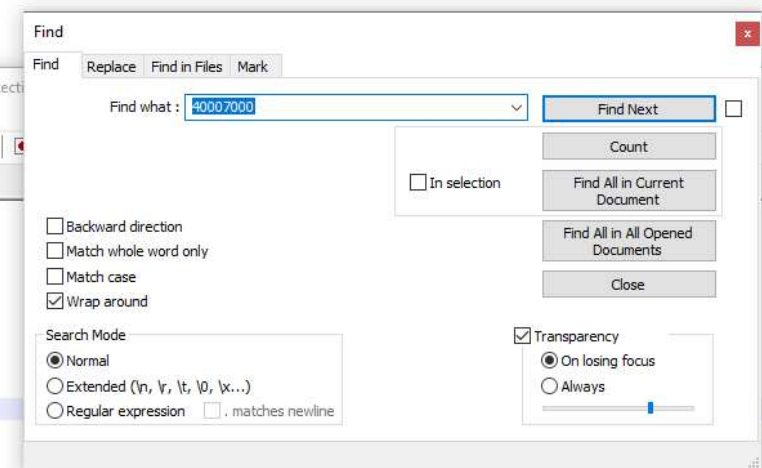 Find
x
Find Replace Find in Files Mark
ecti
Find what : 40007000
Find Next
Count
In selection
Find All in Current
Document
Backward direction
Find All in All Opened
Documents
Match whole word only
Match case
Close
Wrap around
Search Mode
Transparency
Normal
On losing focus
Extended (\n, \r, \t, \0, \x...)
Always
Regular expression
. matches newline